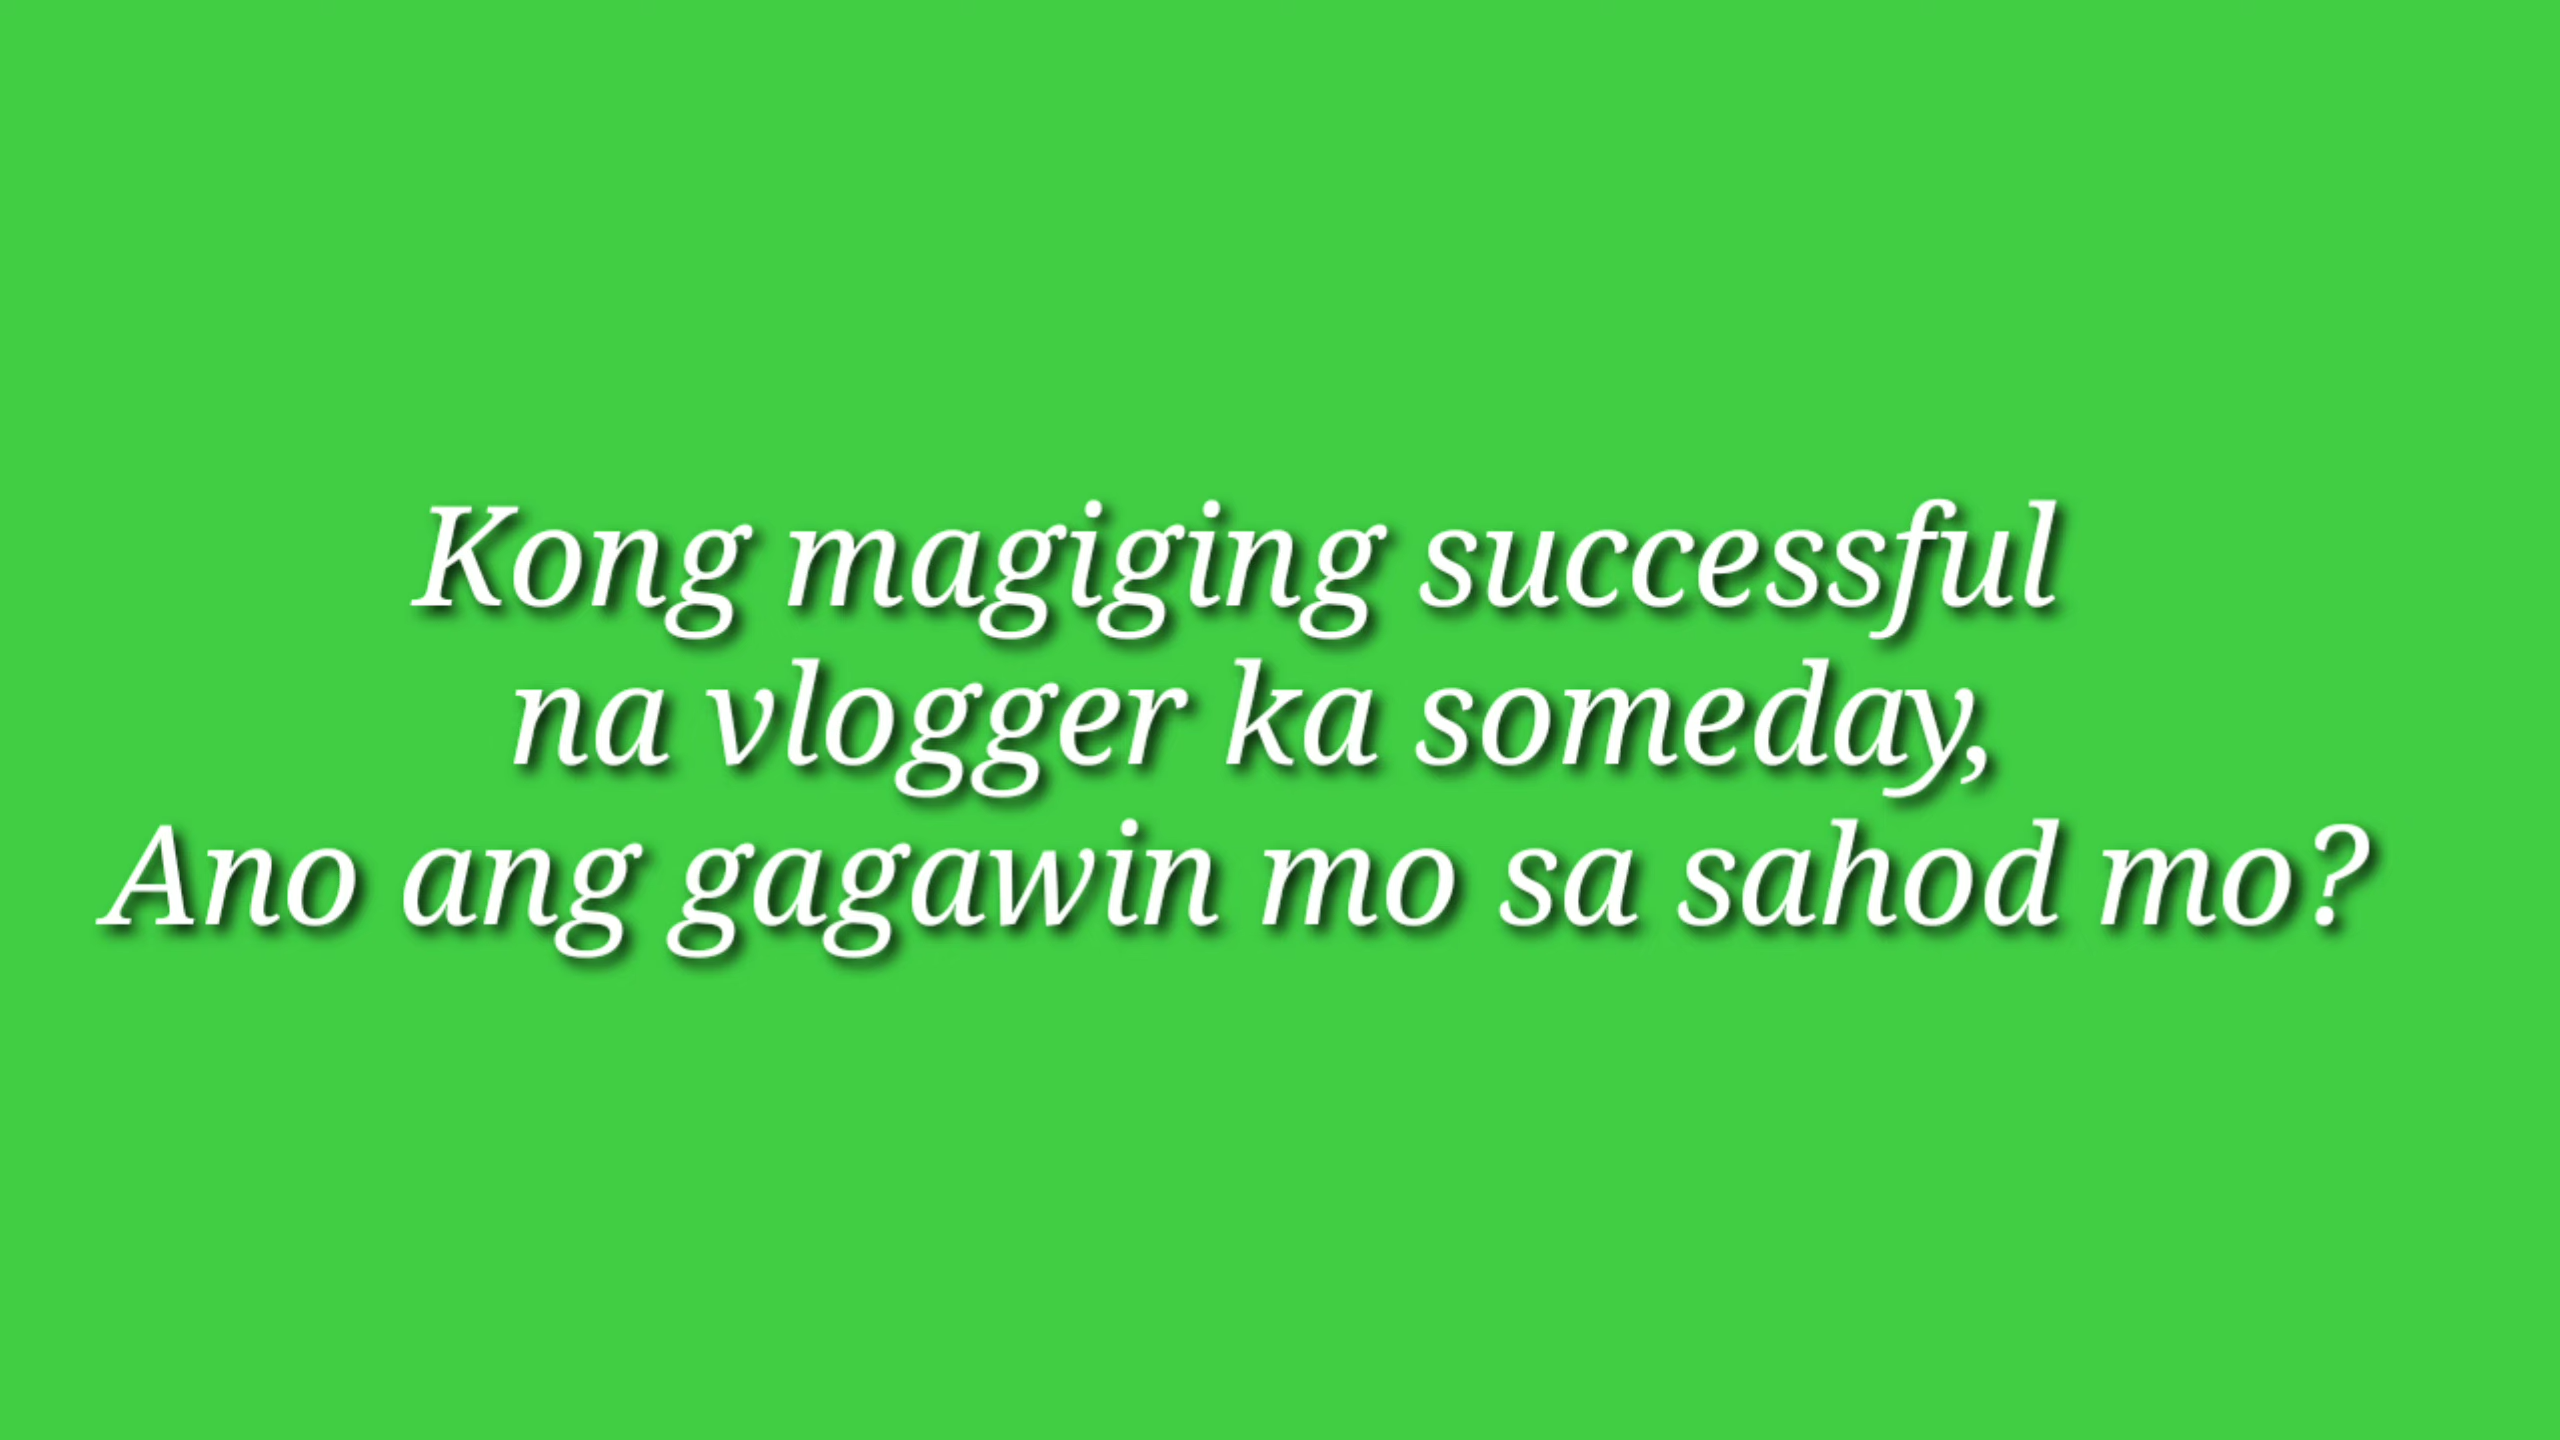 Kong magiging successful
na vlogger ka someday,
Ano ang gagawin mo sa sahod mo?